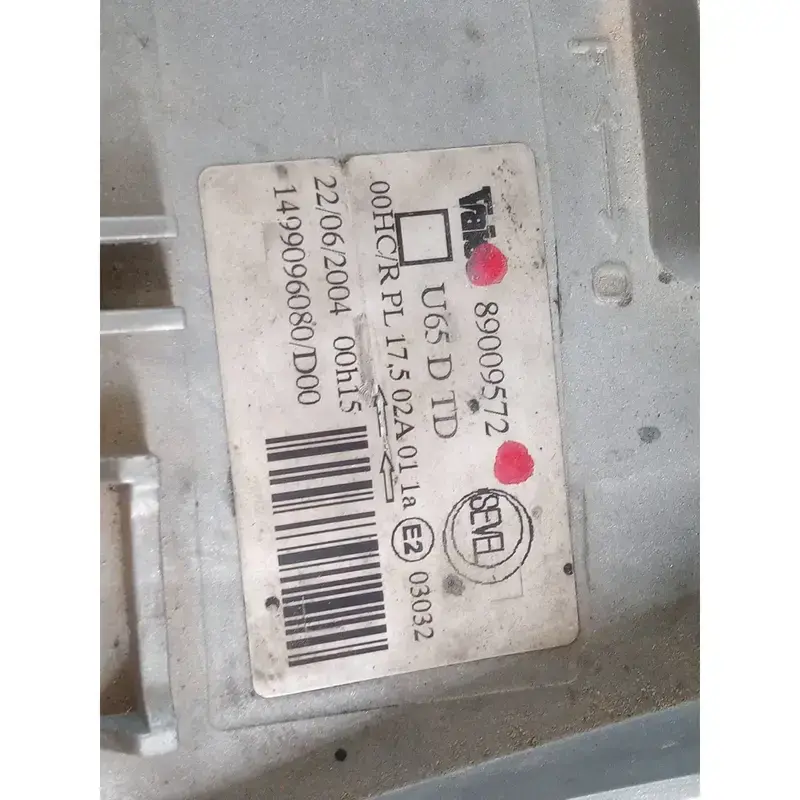 Valeo 89009572
U65 D TD
SEVEL
00HC/R PL 17,5 02A 01 1a E2 03032
22/06/2004 00h15
1499096080/D00
F
O